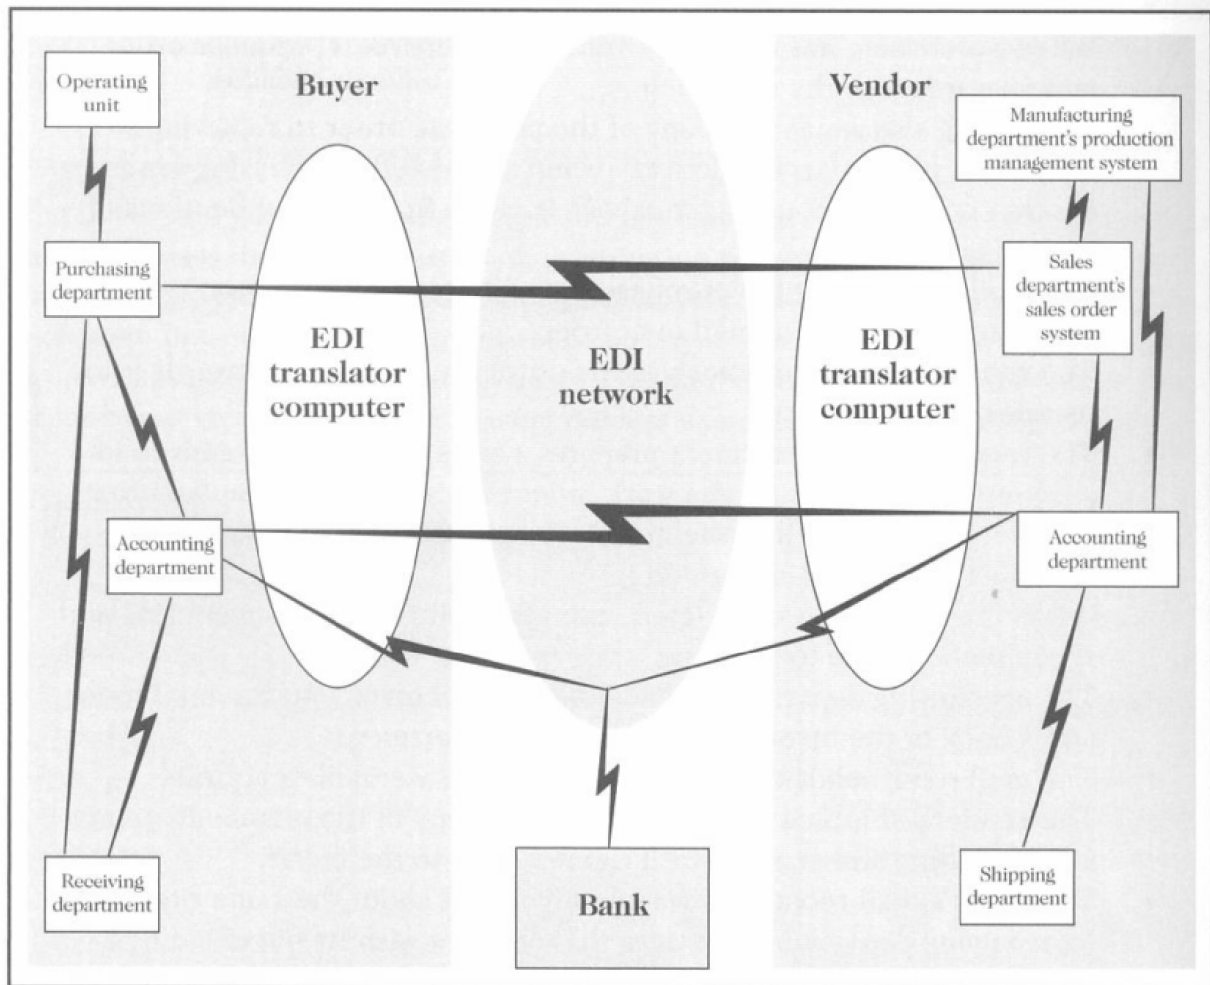 Operating
unit
Buyer
Vendor
Manufacturing
department's production
management system
Purchasing
department
Sales
department's
sales order
system
EDI
translator
computer
EDI
network
EDI
translator
computer
Accounting
department
Accounting
department
Receiving
department
Bank
Shipping
department